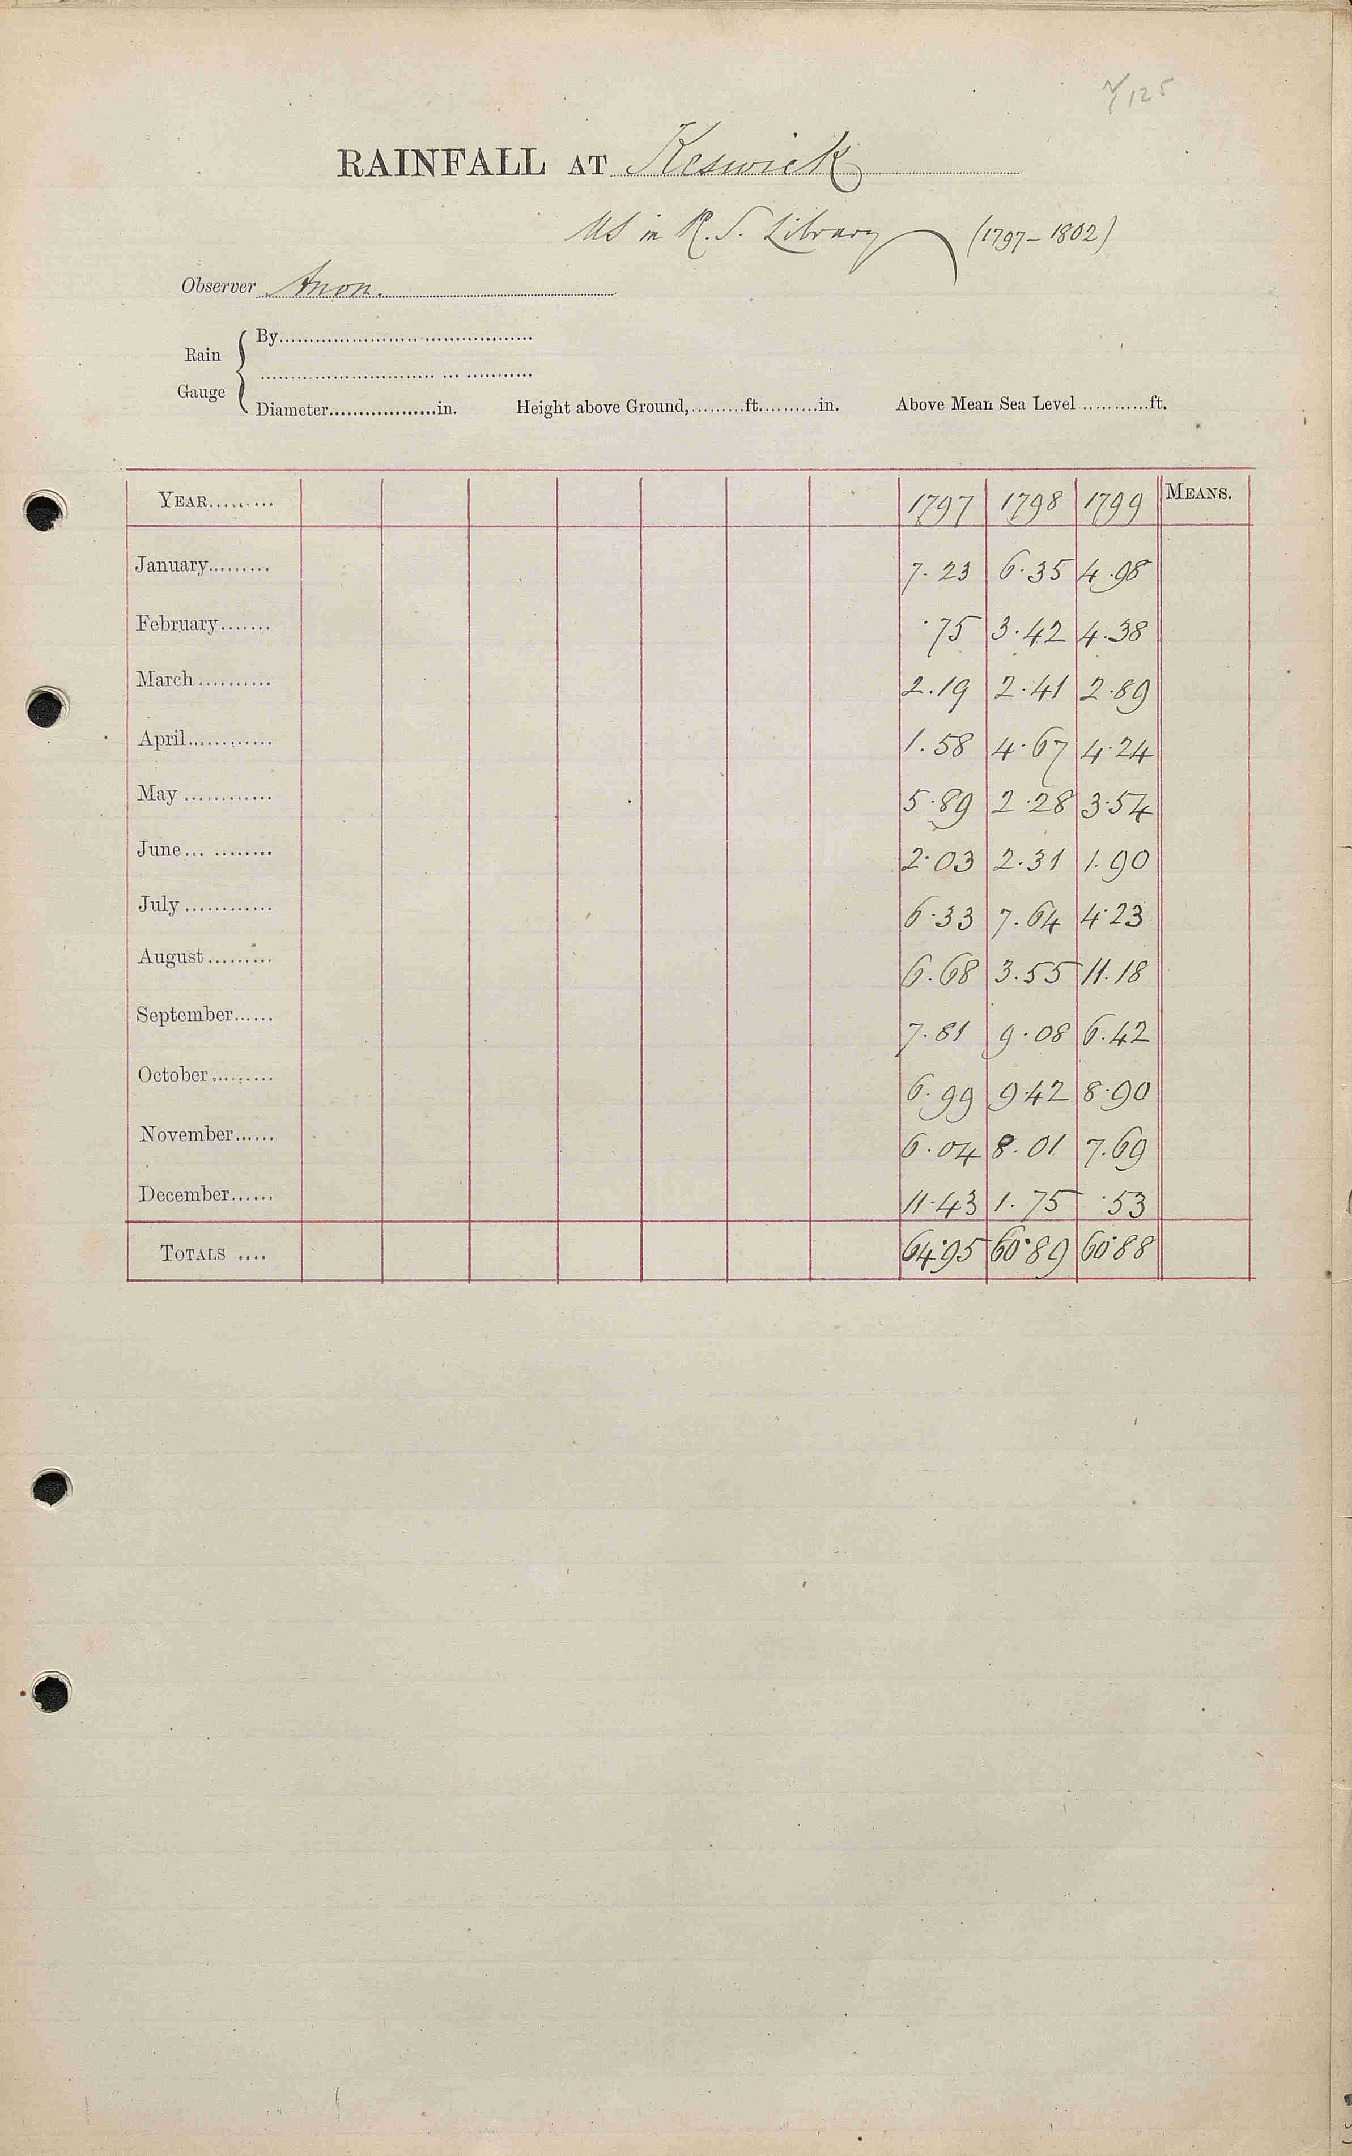 7/125
RAINFALL AT Keswick
MS in R. S. Library (1797-1802)
Observer Anon.
Rain Gauge
By
Diameter in. Height above Ground, ft. in. Above Mean Sea Level ft.
YEAR 1797 1798 1799 MEANS.
January 7.23 6.35 4.98
February .75 3.42 4.38
March 2.19 2.41 2.89
April 1.58 4.67 4.24
May 5.89 2.28 3.54
June 2.03 2.31 1.90
July 6.33 7.64 4.23
August 6.68 3.55 11.18
September 7.81 9.08 6.42
October 6.99 9.42 8.90
November 6.04 8.01 7.69
December 11.43 1.75 .53
TOTALS 64.95 60.89 60.88